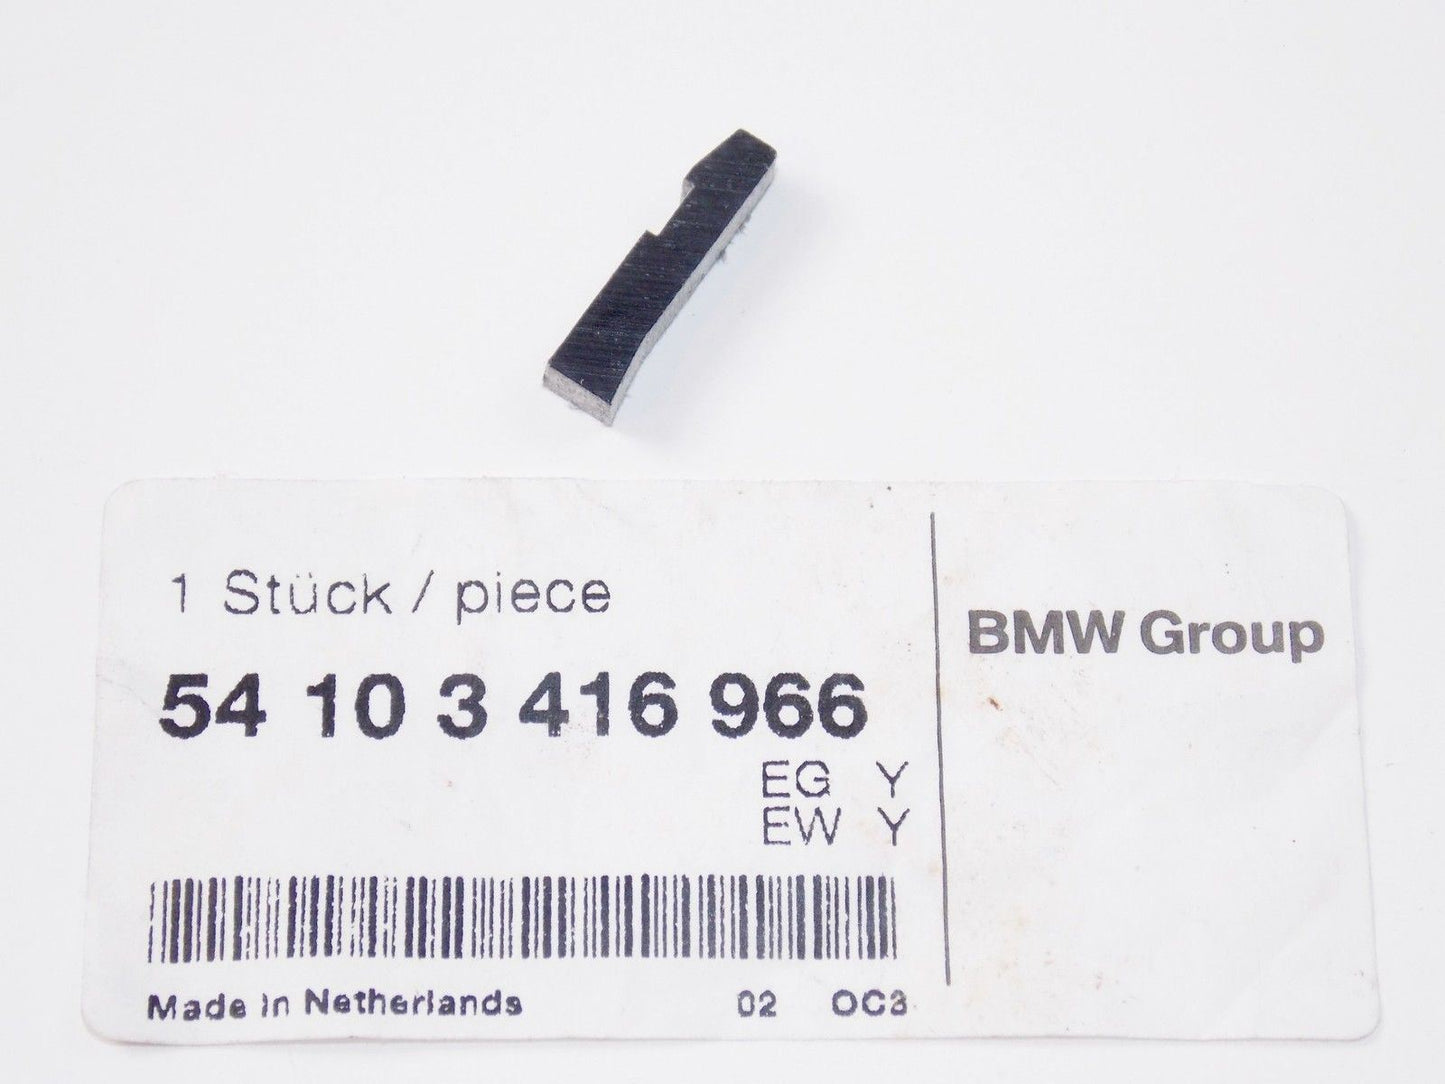 1 Stück / piece
BMW Group
54 10 3 416 966
EG Y
EW Y
Made in Netherlands 02 OC3